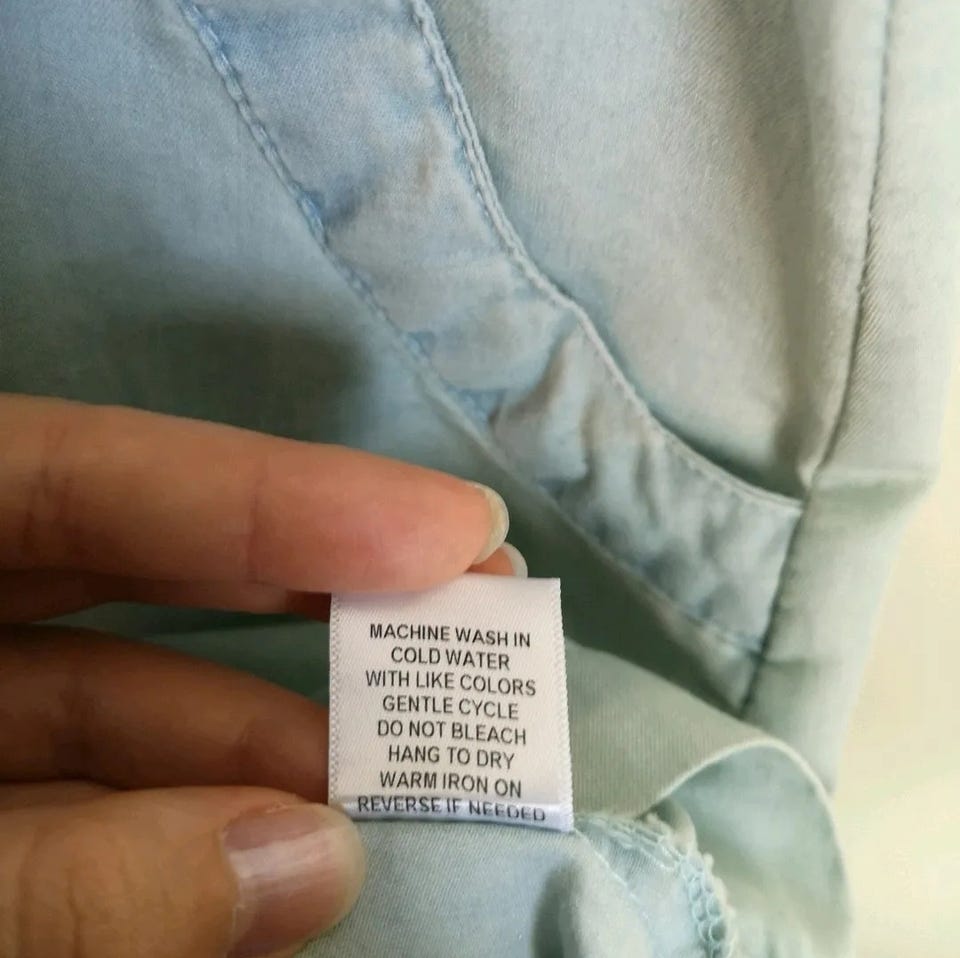 MACHINE WASH IN
COLD WATER
WITH LIKE COLORS
GENTLE CYCLE
DO NOT BLEACH
HANG TO DRY
WARM IRON ON
REVERSE IF NEEDED